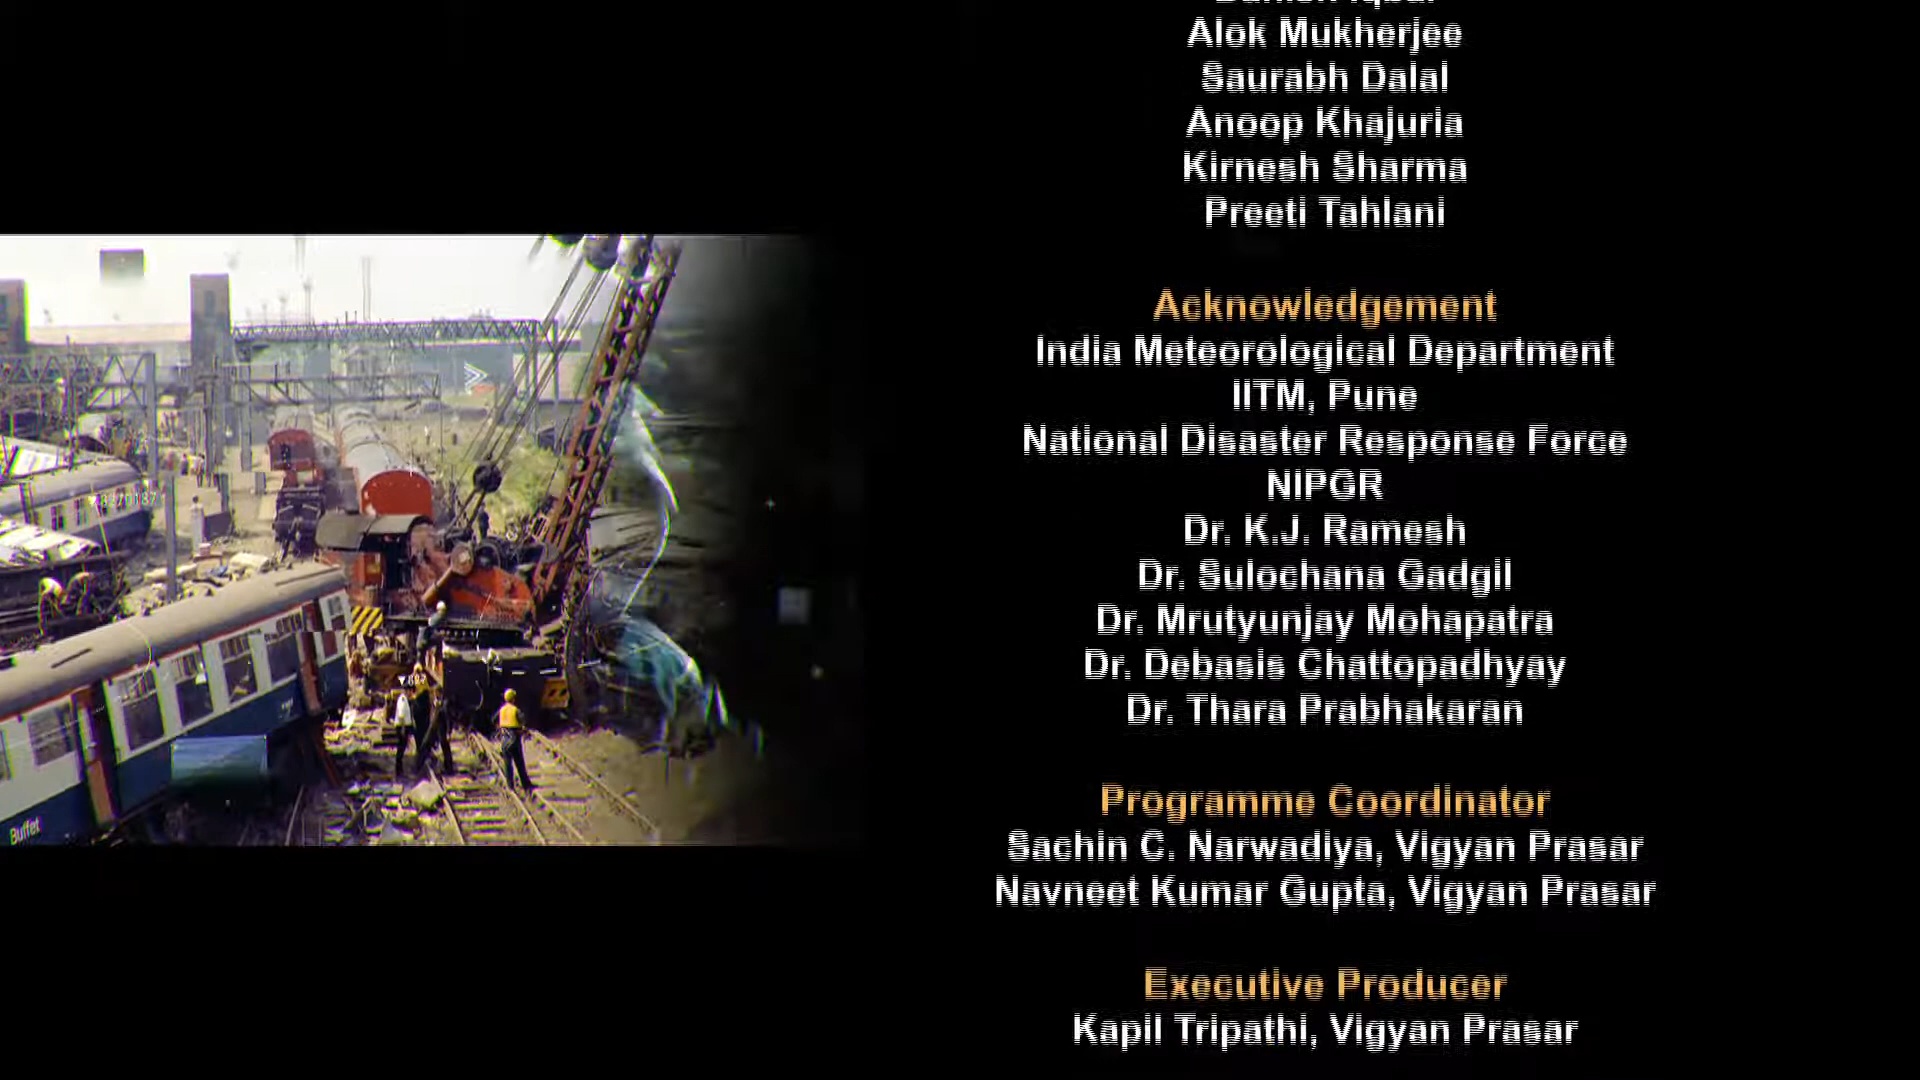 Alok Mukherjee
Saurabh Dalal
Anoop Khajuria
Kirnesh Sharma
Preeti Tahlani
Acknowledgement
India Meteorological Department
IITM, Pune
National Disaster Response Force
NIPGR
Dr. K.J. Ramesh
Dr. Sulochana Gadgil
Dr. Mrutyunjay Mohapatra
Dr. Debasis Chattopadhyay
Dr. Thara Prabhakaran
Programme Coordinator
Sachin C. Narwadiya, Vigyan Prasar
Navneet Kumar Gupta, Vigyan Prasar
Executive Producer
Kapil Tripathi, Vigyan Prasar
Buffet